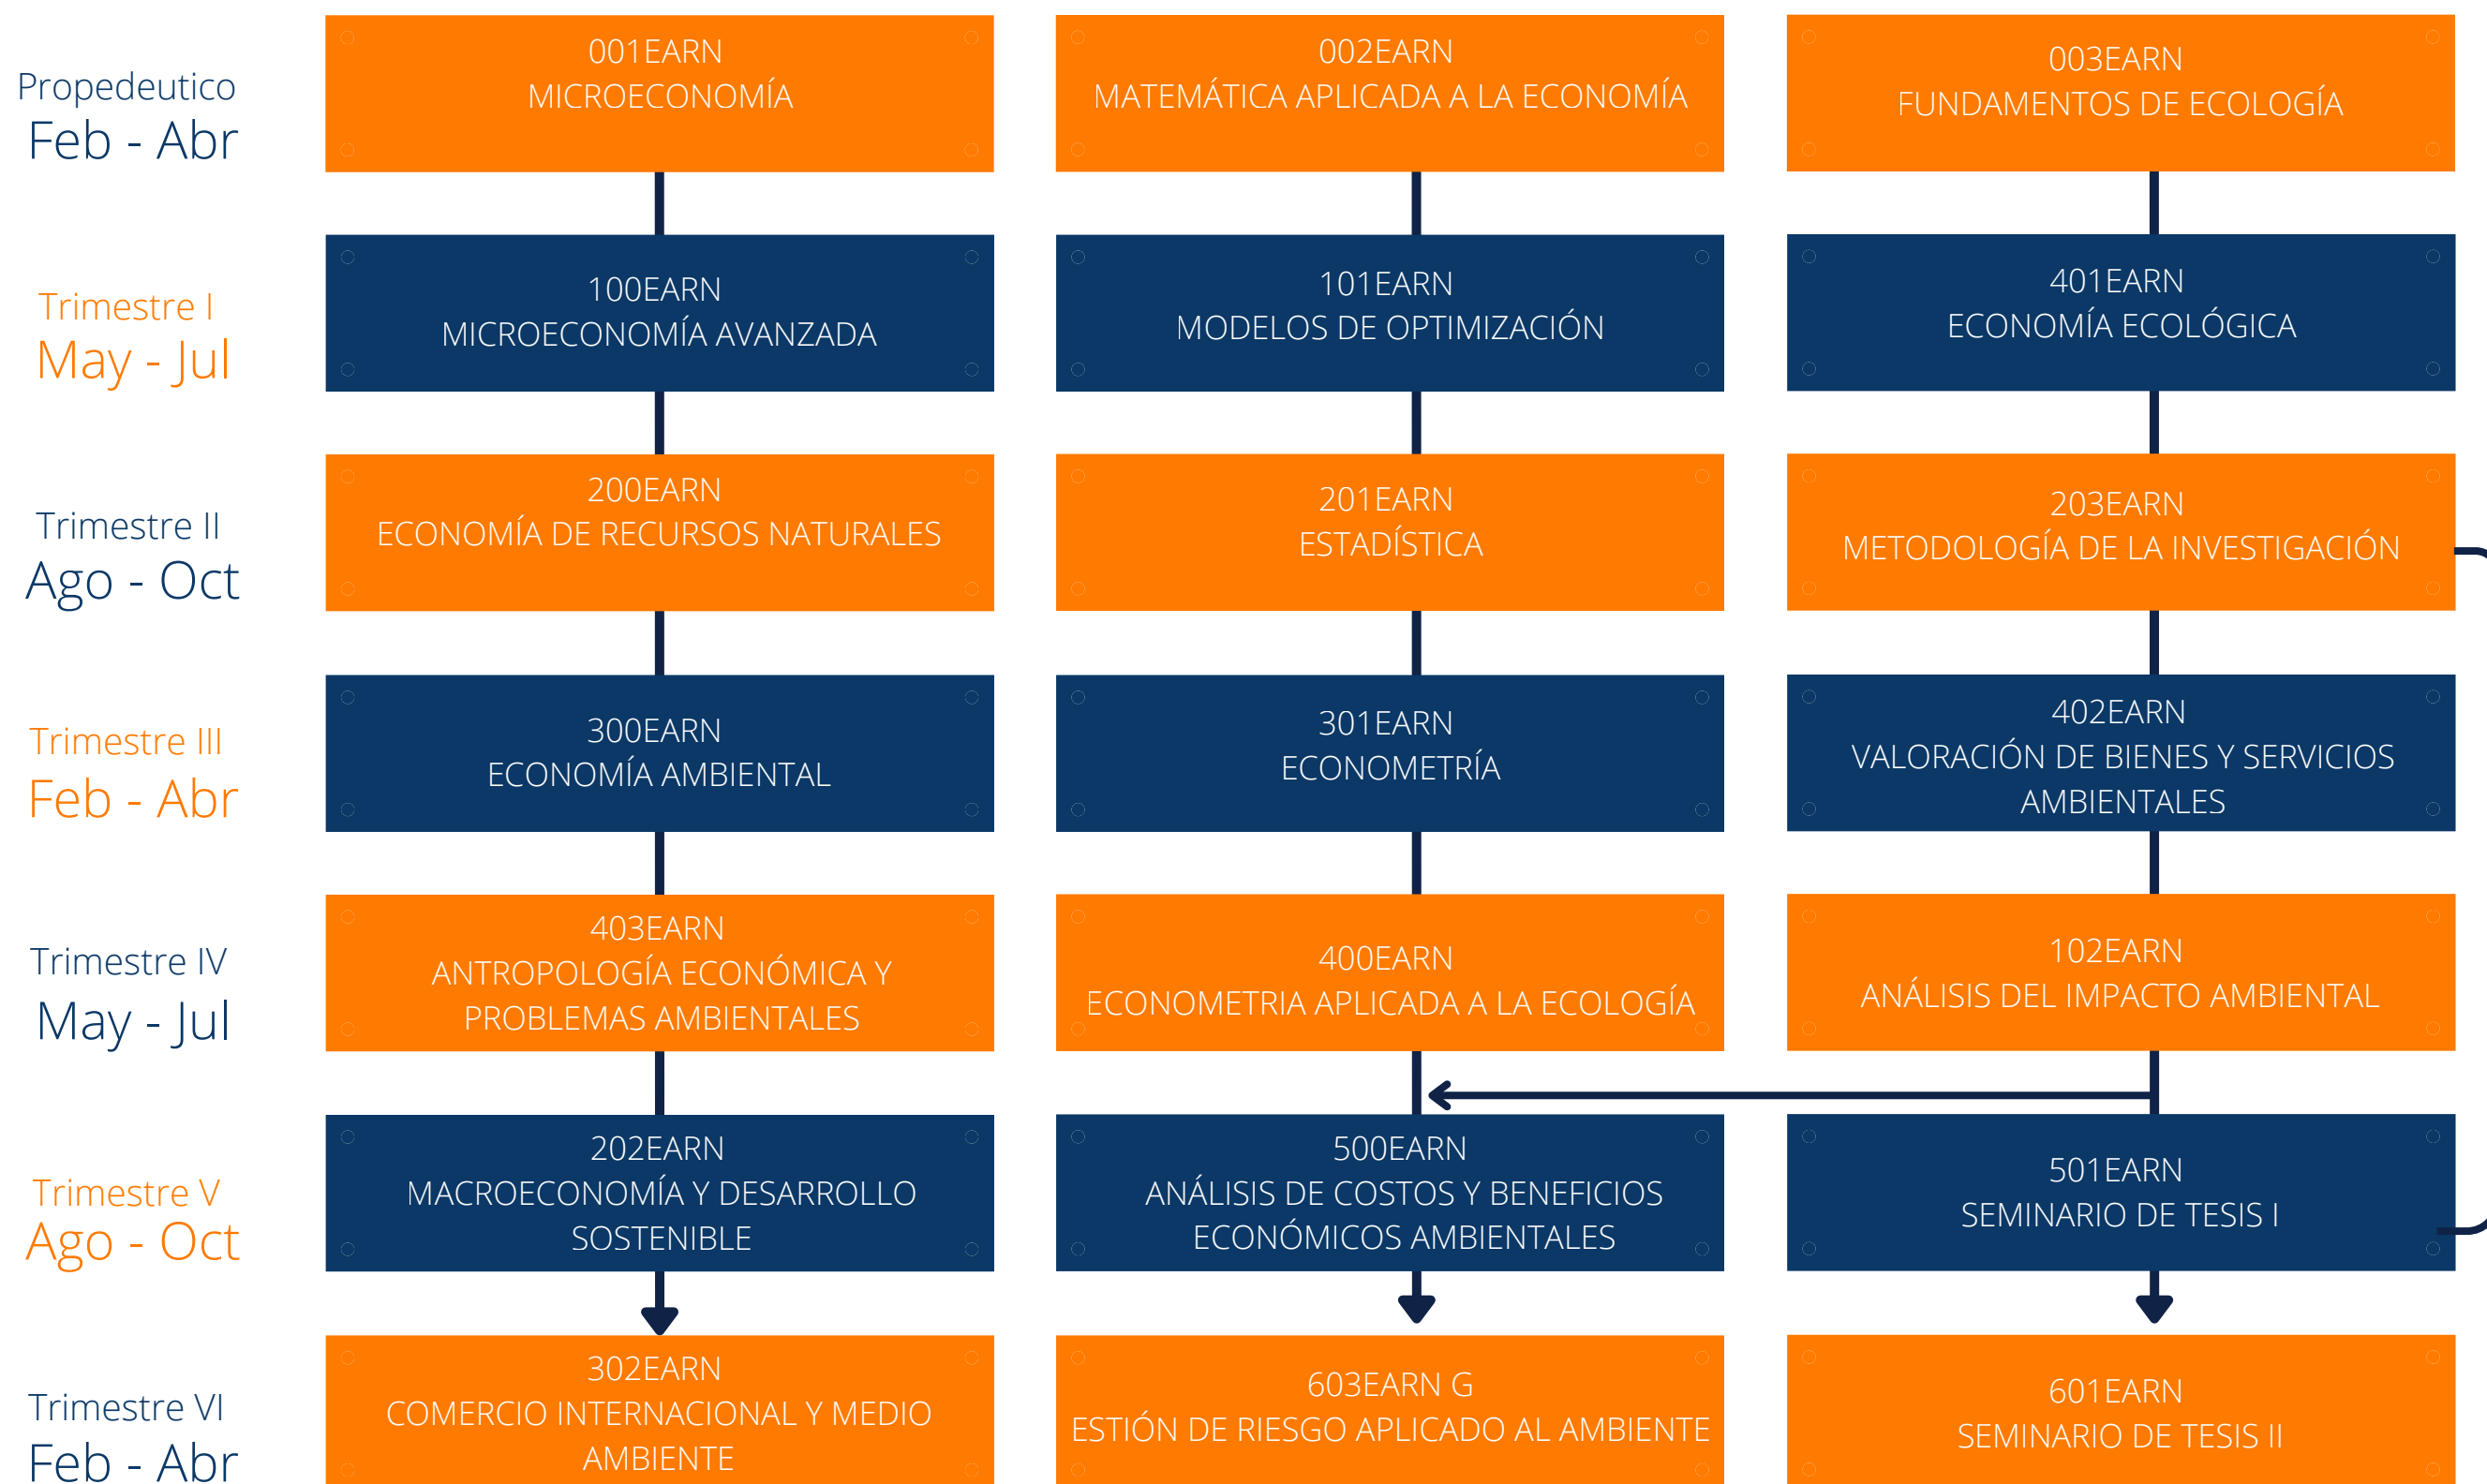 Propedeutico
Feb - Abr
001EARN
MICROECONOMÍA
002EARN
MATEMÁTICA APLICADA A LA ECONOMÍA
003EARN
FUNDAMENTOS DE ECOLOGÍA
Trimestre I
May - Jul
100EARN
MICROECONOMÍA AVANZADA
101EARN
MODELOS DE OPTIMIZACIÓN
401EARN
ECONOMÍA ECOLÓGICA
Trimestre II
Ago - Oct
200EARN
ECONOMÍA DE RECURSOS NATURALES
201EARN
ESTADÍSTICA
203EARN
METODOLOGÍA DE LA INVESTIGACIÓN
Trimestre III
Feb - Abr
300EARN
ECONOMÍA AMBIENTAL
301EARN
ECONOMETRÍA
402EARN
VALORACIÓN DE BIENES Y SERVICIOS
AMBIENTALES
Trimestre IV
May - Jul
403EARN
ANTROPOLOGÍA ECONÓMICA Y
PROBLEMAS AMBIENTALES
400EARN
ECONOMETRIA APLICADA A LA ECOLOGÍA
102EARN
ANÁLISIS DEL IMPACTO AMBIENTAL
Trimestre V
Ago - Oct
202EARN
MACROECONOMÍA Y DESARROLLO
SOSTENIBLE
500EARN
ANÁLISIS DE COSTOS Y BENEFICIOS
ECONÓMICOS AMBIENTALES
501EARN
SEMINARIO DE TESIS I
Trimestre VI
Feb - Abr
302EARN
COMERCIO INTERNACIONAL Y MEDIO
AMBIENTE
603EARN G
ESTIÓN DE RIESGO APLICADO AL AMBIENTE
601EARN
SEMINARIO DE TESIS II